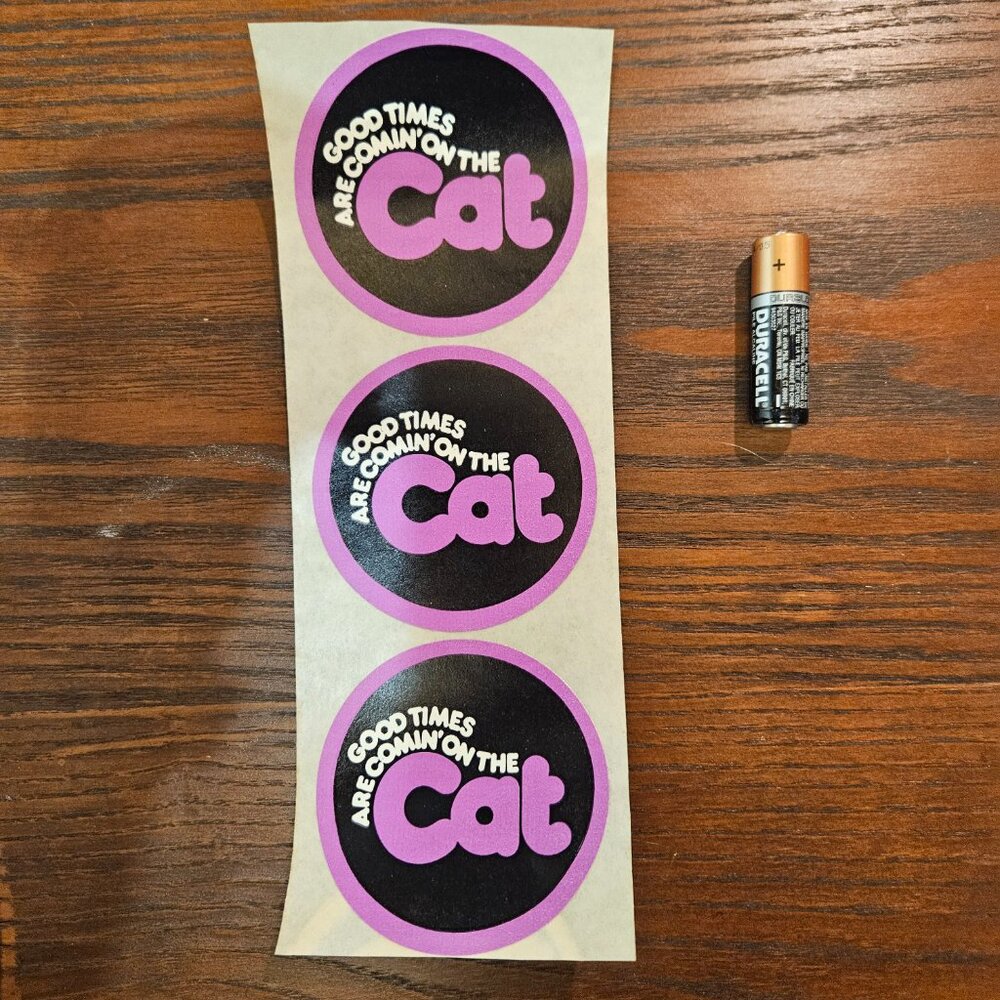 GOOD TIMES
ARE COMIN' ON THE
Cat
GOOD TIMES
ARE COMIN' ON THE
Cat
GOOD TIMES
ARE COMIN' ON THE
Cat
+
DURACELL